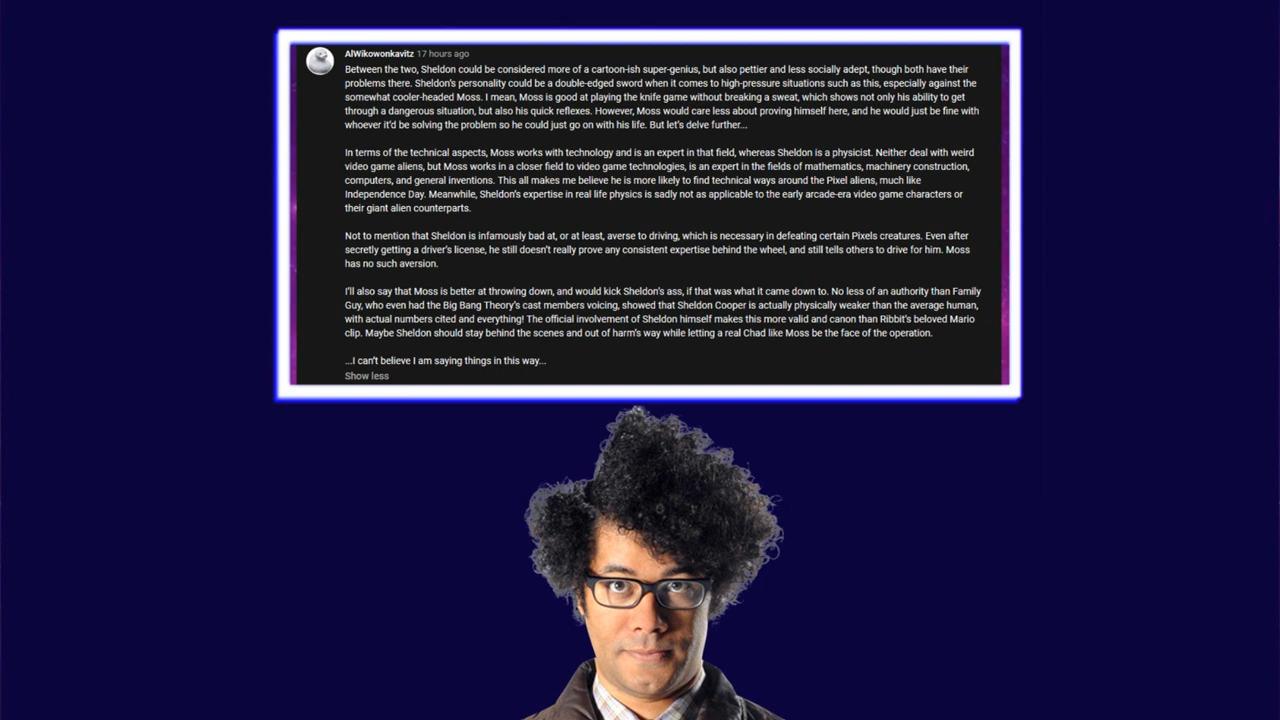 AlWikowonkavitz 17 hours ago
Between the two, Sheldon could be considered more of a cartoon-ish super-genius, but also pettier and less socially adept, though both have their
problems there. Sheldon's personality could be a double-edged sword when it comes to high-pressure situations such as this, especially against the
somewhat cooler-headed Moss. I mean, Moss is good at playing the knife game without breaking a sweat, which shows not only his ability to get
through a dangerous situation, but also his quick reflexes. However, Moss would care less about proving himself here, and he would just be fine with
whoever it'd be solving the problem so he could just go on with his life. But let's delve further...
In terms of the technical aspects, Moss works with technology and is an expert in that field, whereas Sheldon is a physicist. Neither deal with weird
video game aliens, but Moss works in a closer field to video game technologies, is an expert in the fields of mathematics, machinery construction,
computers, and general inventions. This all makes me believe he is more likely to find technical ways around the Pixel aliens, much like
Independence Day. Meanwhile, Sheldon's expertise in real life physics is sadly not as applicable to the early arcade-era video game characters or
their giant alien counterparts.
Not to mention that Sheldon is infamously bad at, or at least, averse to driving, which is necessary in defeating certain Pixels creatures. Even after
secretly getting a driver's license, he still doesn't really prove any consistent expertise behind the wheel, and still tells others to drive for him. Moss
has no such aversion.
I'll also say that Moss is better at throwing down, and would kick Sheldon's ass, if that was what it came down to. No less of an authority than Family
Guy, who even had the Big Bang Theory's cast members voicing, showed that Sheldon Cooper is actually physically weaker than the average human,
with actual numbers cited and everything! The official involvement of Sheldon himself makes this more valid and canon than Ribbit's beloved Mario
clip. Maybe Sheldon should stay behind the scenes and out of harm's way while letting a real Chad like Moss be the face of the operation.
...I can't believe I am saying things in this way...
Show less